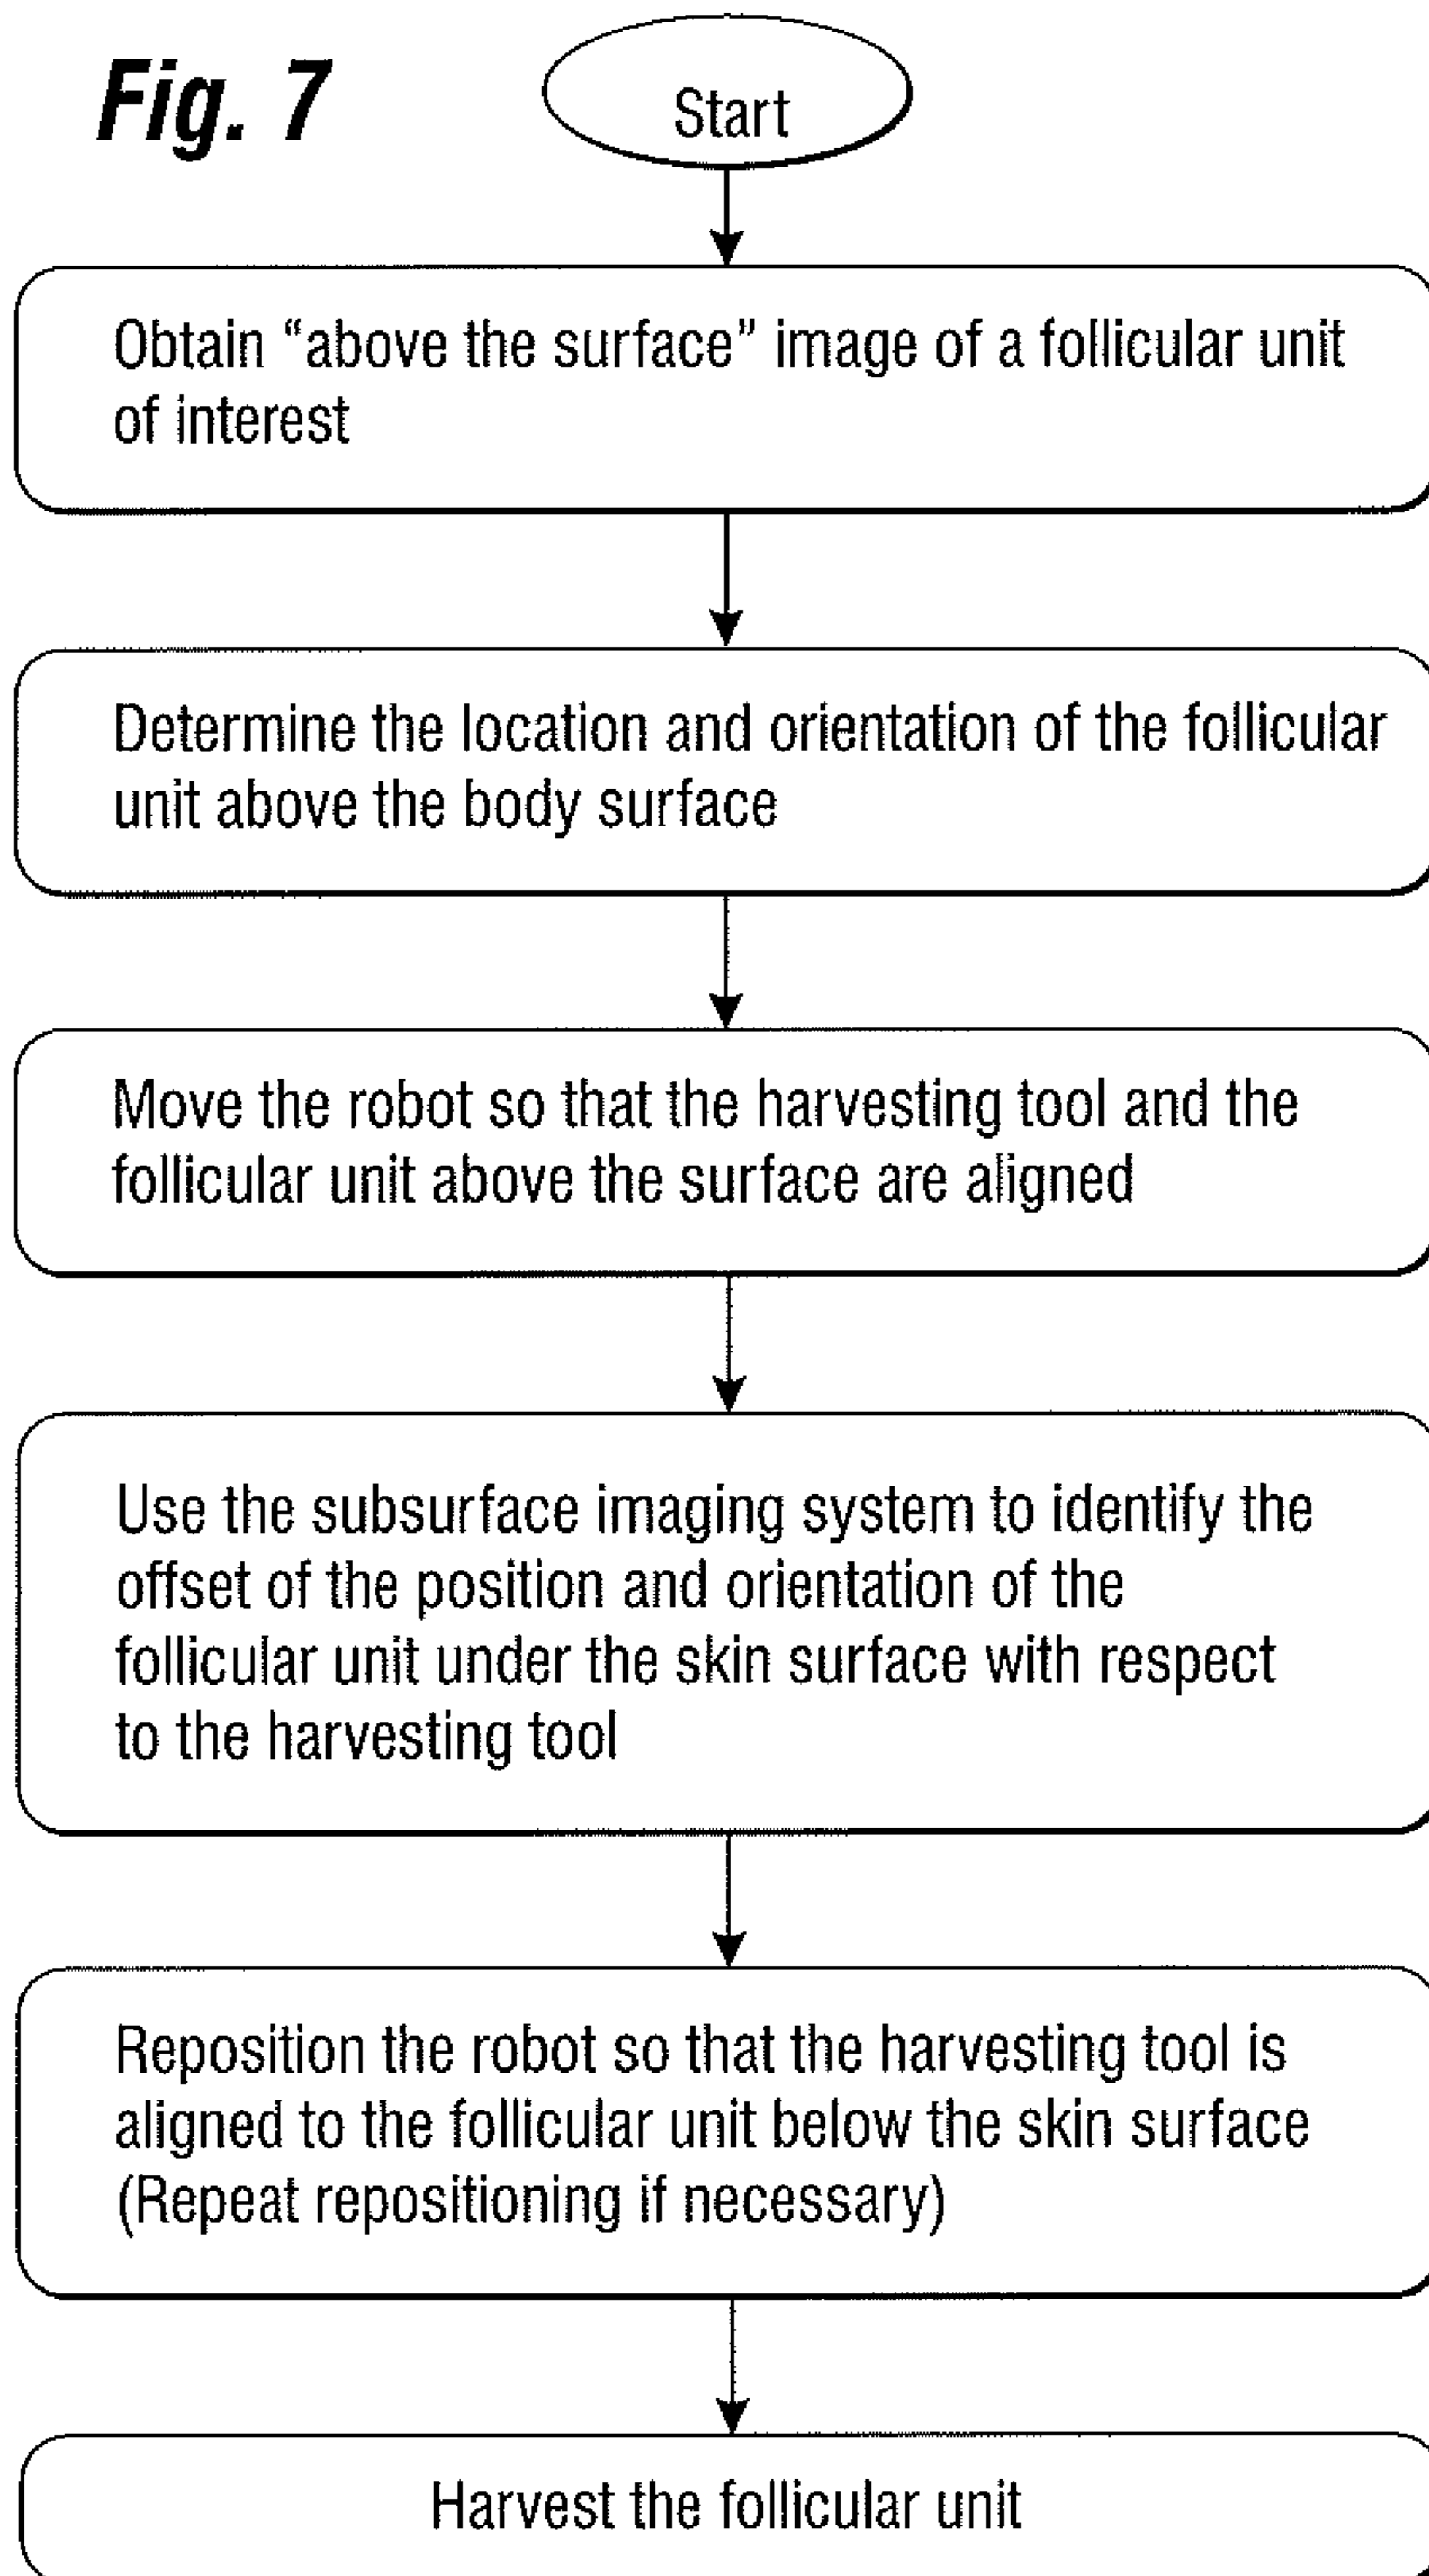 Fig. 7
Start
Obtain “above the surface” image of a follicular unit
of interest
Determine the location and orientation of the follicular
unit above the body surface
Move the robot so that the harvesting tool and the
follicular unit above the surface are aligned
Use the subsurface imaging system to identify the
offset of the position and orientation of the
follicular unit under the skin surface with respect
to the harvesting tool
Reposition the robot so that the harvesting tool is
aligned to the follicular unit below the skin surface
(Repeat repositioning if necessary)
Harvest the follicular unit